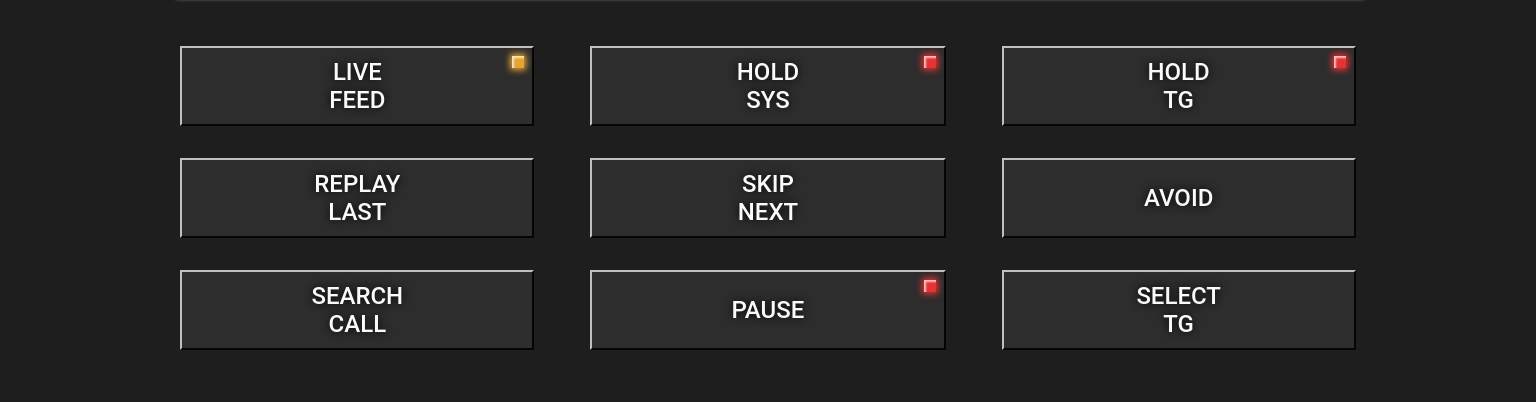 LIVE
FEED
HOLD
SYS
HOLD
TG
REPLAY
LAST
SKIP
NEXT
AVOID
SEARCH
CALL
PAUSE
SELECT
TG